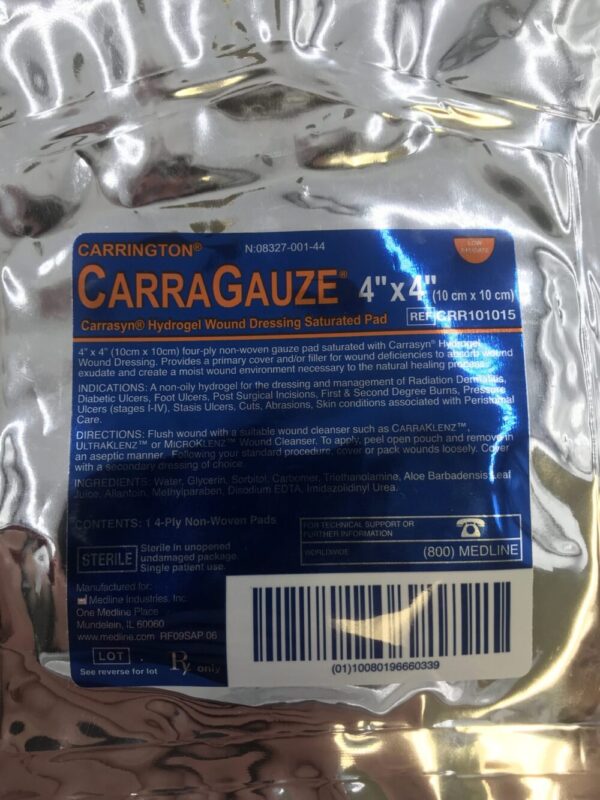 CARRINGTON® N:08327-001-44
LOW EXUDATE
CARRAGAUZE® 4"x4" (10 cm x 10 cm)
Carrasyn® Hydrogel Wound Dressing Saturated Pad REF CRR101015
4" x 4" (10cm x 10cm) four-ply non-woven gauze pad saturated with Carrasyn® Hydrogel
Wound Dressing. Provides a primary cover and/or filler for wound deficiencies to absorb wound
exudate and create a moist wound environment necessary to the natural healing process.
INDICATIONS: A non-oily hydrogel for the dressing and management of Radiation Dermatitis,
Diabetic Ulcers, Foot Ulcers, Post Surgical Incisions, First & Second Degree Burns, Pressure
Ulcers (stages I-IV), Stasis Ulcers, Cuts, Abrasions, Skin conditions associated with Peristomal
Care.
DIRECTIONS: Flush wound with a suitable wound cleanser such as CARRAKLENZ™,
ULTRAKLENZ™ or MICROKLENZ™ Wound Cleanser. To apply, peel open pouch and remove in
an aseptic manner. Following your standard procedure, cover or pack wounds loosely. Cover
with a secondary dressing of choice.
INGREDIENTS: Water, Glycerin, Sorbitol, Carbomer, Triethanolamine, Aloe Barbadensis Leaf
Juice, Allantoin, Methylparaben, Disodium EDTA, Imidazolidinyl Urea.
CONTENTS: 1 4-Ply Non-Woven Pads
FOR TECHNICAL SUPPORT OR
FURTHER INFORMATION
WORLDWIDE (800) MEDLINE
STERILE Sterile in unopened
undamaged package.
Single patient use.
Manufactured for:
Medline Industries, Inc.
One Medline Place
Mundelein, IL 60060
www.medline.com RF09SAP 06
LOT
See reverse for lot
Rx only
(01)10080196660339